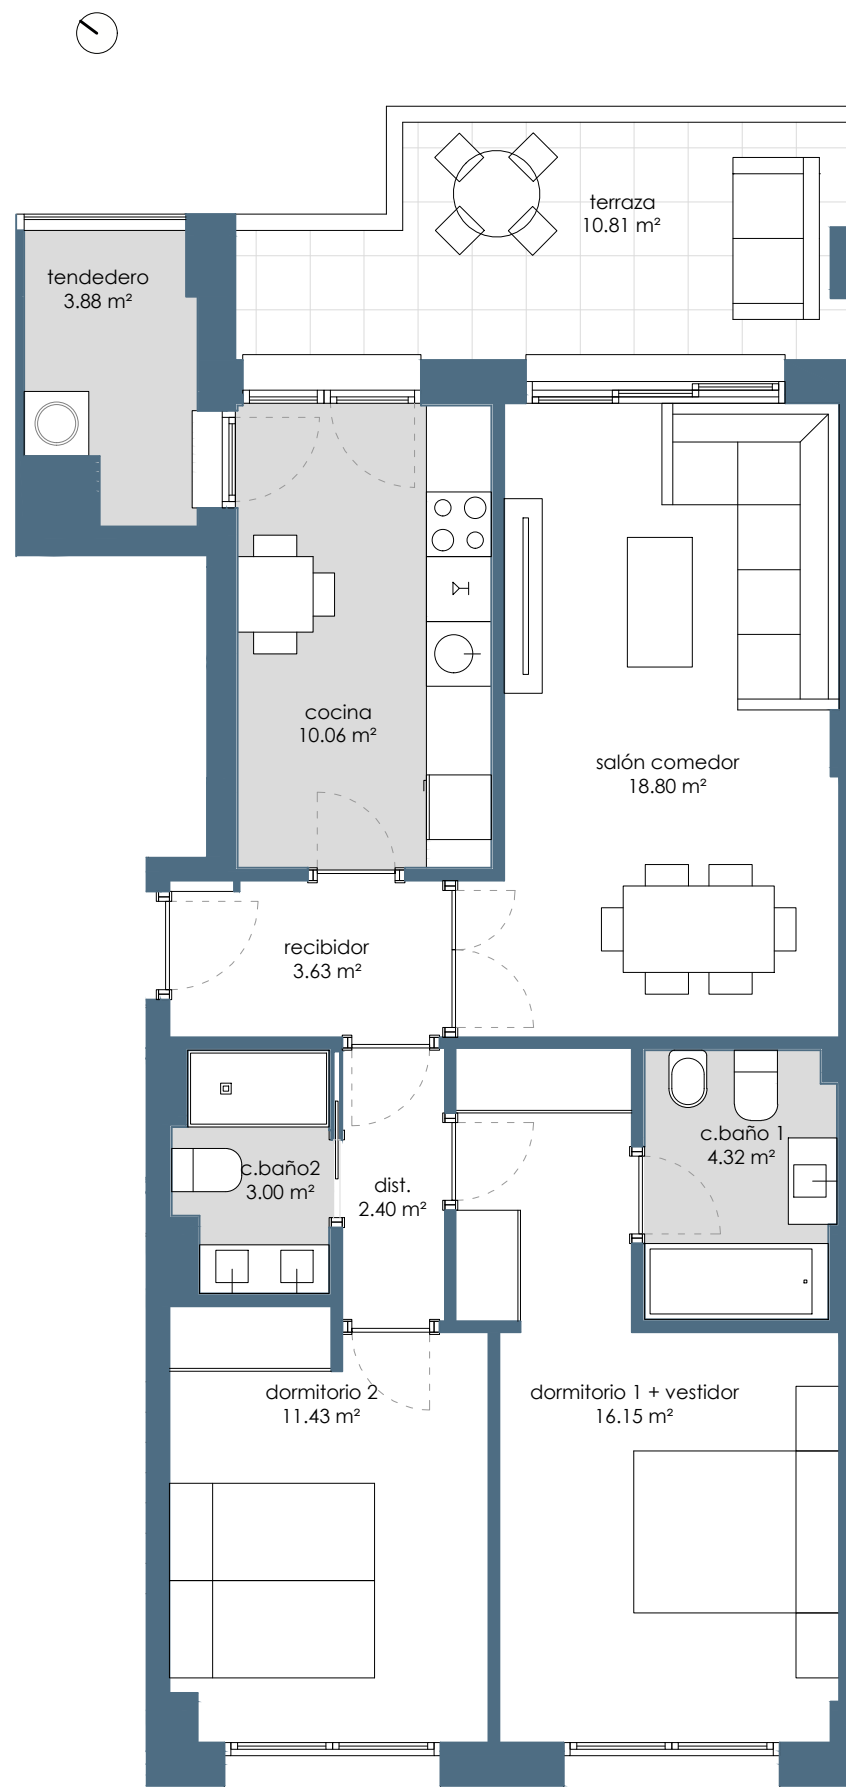 terraza
10.81 m²
tendedero
3.88 m²
cocina
10.06 m²
salón comedor
18.80 m²
recibidor
3.63 m²
c.baño 1
4.32 m²
c.baño2
3.00 m²
dist.
2.40 m²
dormitorio 2
11.43 m²
dormitorio 1 + vestidor
16.15 m²